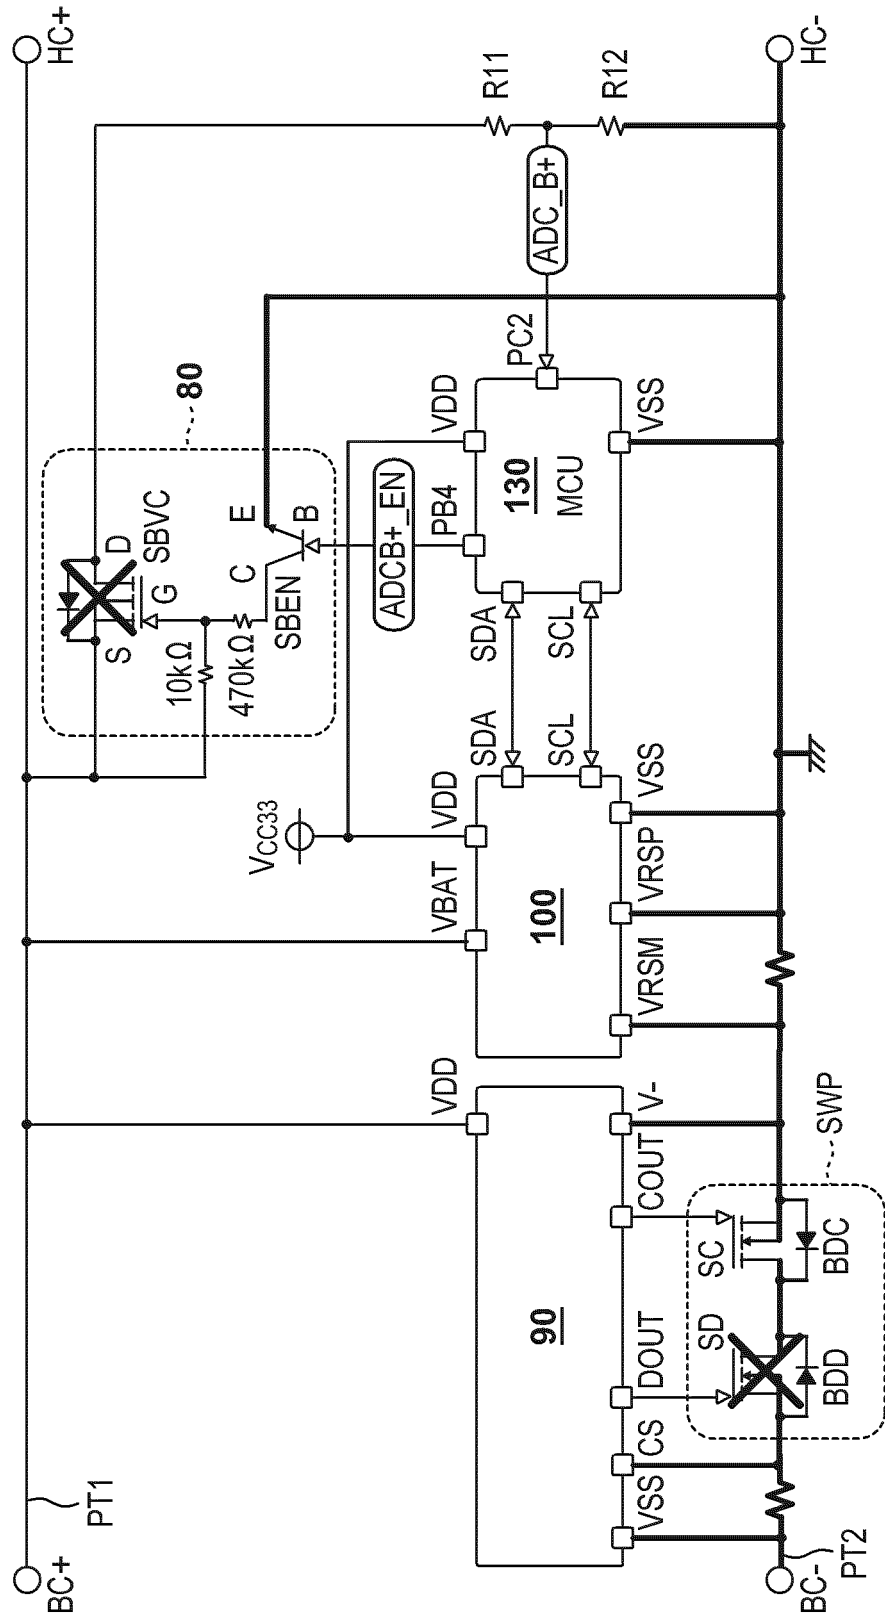 BC+
HC+
PT1
80
S
D
SBVC
G
10kΩ
470kΩ
C
E
B
SBEN
VCC33
ADCB+_EN
R11
R12
ADC_B+
VDD
VBAT
VDD
PB4
VDD
PC2
90
100
130
MCU
SDA
SDA
SCL
SCL
VSS
CS
DOUT
COUT
V-
VRSM
VRSP
VSS
VSS
SD
SC
BDD
BDC
SWP
PT2
BC-
HC-